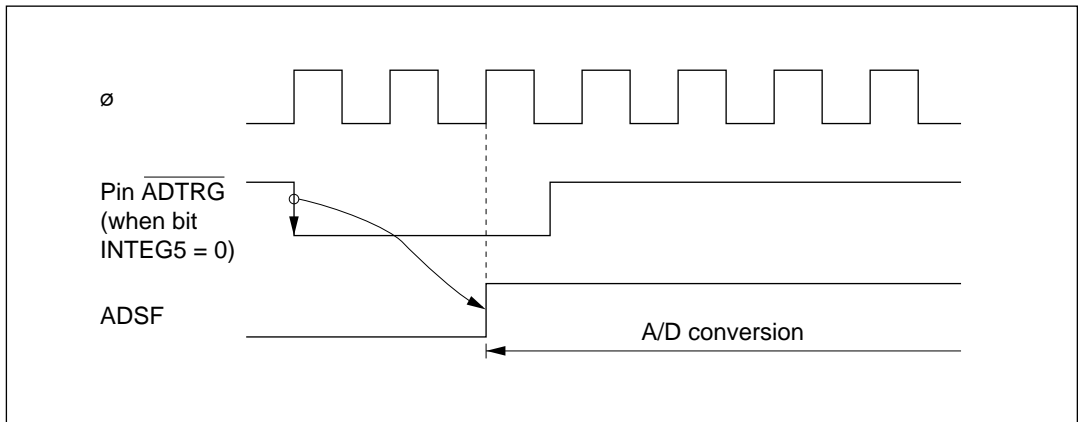 ø
Pin ADTRG
(when bit
INTEG5 = 0)
ADSF
A/D conversion